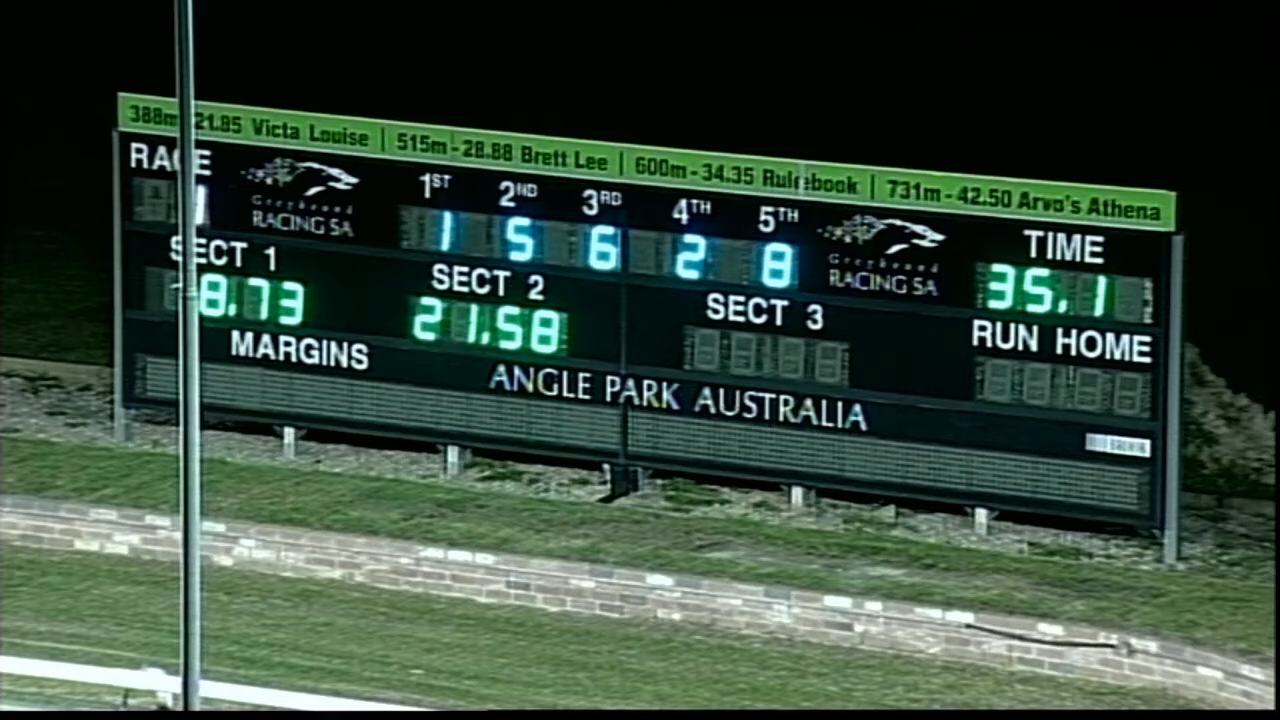 388m - 21.85 Victa Louise | 515m - 28.88 Brett Lee | 600m - 34.35 Rulebook | 731m - 42.50 Arvo's Athena
RACE 1ST 2ND 3RD 4TH 5TH TIME
1 Greyhound RACING SA 1 5 6 2 8 Greyhound RACING SA 35.1
SECT 1 SECT 2 SECT 3 RUN HOME
8.73 21.58
MARGINS ANGLE PARK AUSTRALIA